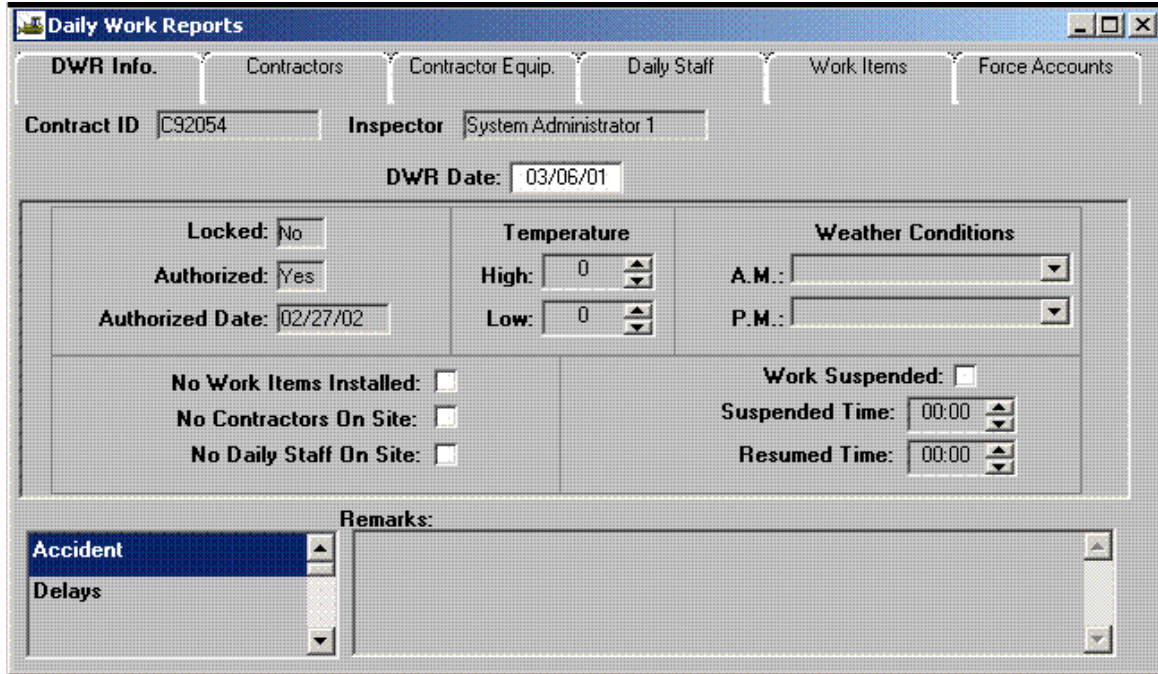 Daily Work Reports
DWR Info. Contractors Contractor Equip. Daily Staff Work Items Force Accounts
Contract ID C92054 Inspector System Administrator 1
DWR Date: 03/06/01
Locked: No Temperature Weather Conditions
Authorized: Yes High: 0 A.M.:
Authorized Date: 02/27/02 Low: 0 P.M.:
No Work Items Installed: Work Suspended:
No Contractors On Site: Suspended Time: 00:00
No Daily Staff On Site: Resumed Time: 00:00
Remarks:
Accident
Delays